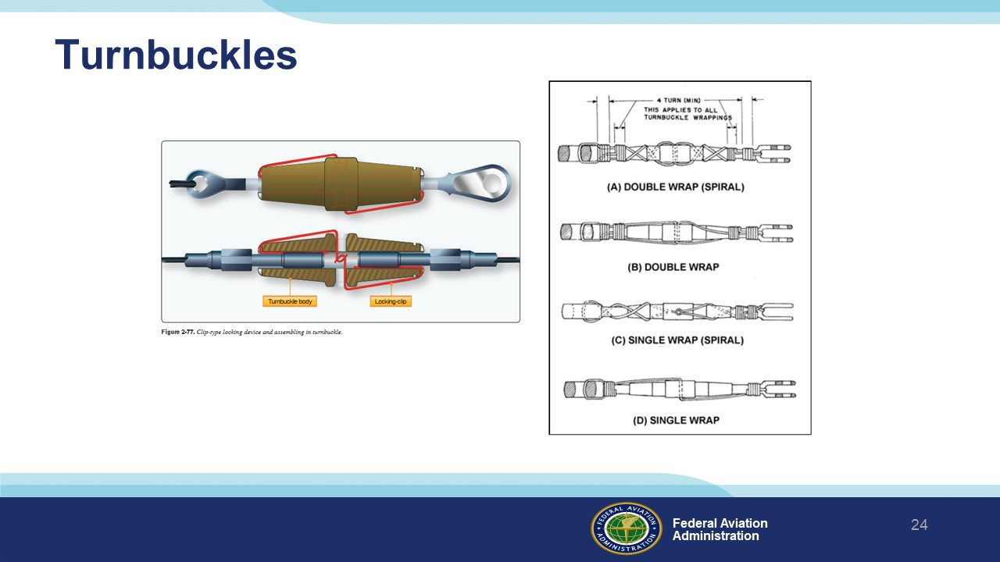 Turnbuckles
Turnbuckle body
Locking-clip
Figure 2-77. Clip-type locking device and assembling in turnbuckle.
4 TURN (MIN)
THIS APPLIES TO ALL
TURNBUCKLE WRAPPINGS
(A) DOUBLE WRAP (SPIRAL)
(B) DOUBLE WRAP
(C) SINGLE WRAP (SPIRAL)
(D) SINGLE WRAP
FEDERAL AVIATION
ADMINISTRATION
Federal Aviation
Administration
24